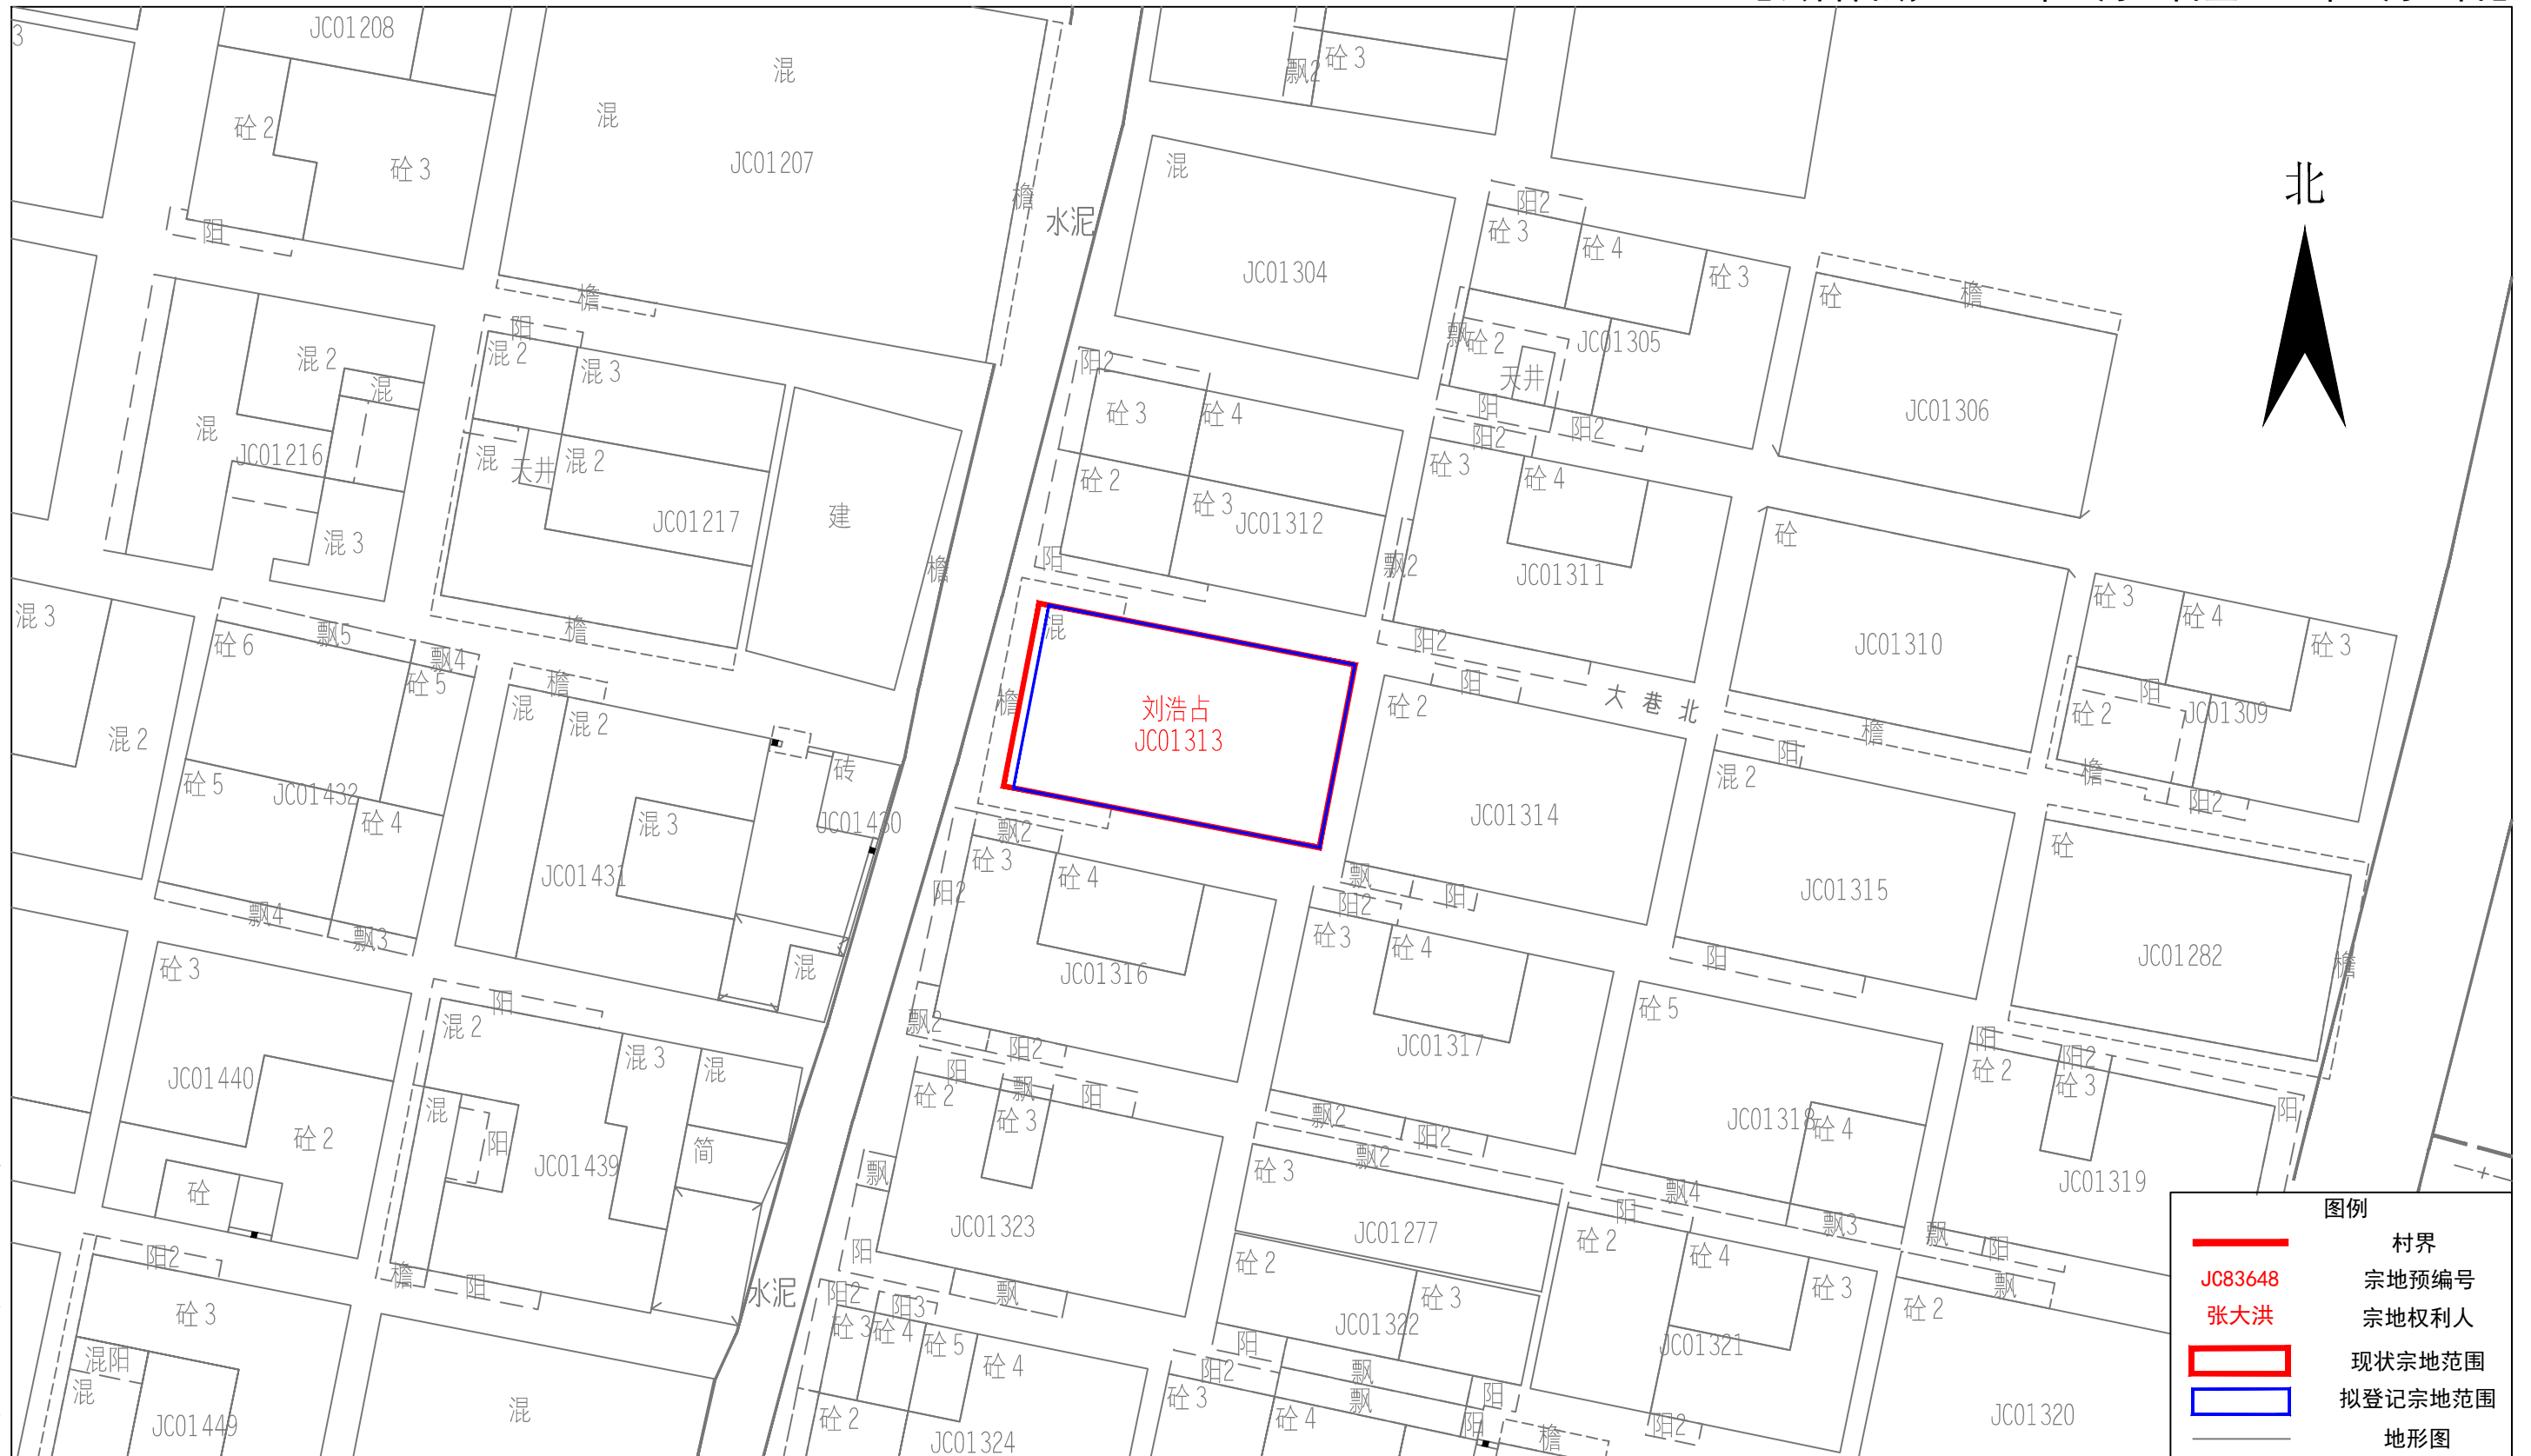 JC01208
砼3
飘2
混
混
砼2
JC01207
砼3
混
檐
阳2
阳
水泥
砼3
砼4
砼3
北
JC01304
砼
檐
檐
阳
飘
砼2
JC01305
混2
混2
混3
混
阳2
天井
JC01306
砼3
砼4
阳
阳2
阳2
混
JC01216
混
天井
混2
砼2
砼3
砼4
JC01217
建
砼3
JC01312
砼
混3
檐
阳
飘2
JC01311
砼3
砼4
混3
檐
混
砼3
砼6
飘5
飘4
阳2
JC01310
砼5
檐
阳
阳
混
混2
檐
刘浩占
JC01313
砼2
大巷北
砼2
JC01309
混2
檐
阳
砖
混2
檐
砼5
JC01432
阳2
砼4
混3
JC01430
飘2
JC01314
砼
砼3
JC01431
砼4
飘
阳
JC01315
阳2
阳2
飘4
飘3
砼3
砼4
JC01282
檐
砼3
混
JC01316
阳
阳
砼5
混2
飘2
阳2
JC01317
阳
混3
混
阳
飘
阳
阳2
JC01440
砼2
砼2
砼3
混
砼3
飘2
JC01318
阳
砼2
阳
阳2
砼4
简
飘2
JC01439
砼3
飘
JC01319
砼
飘4
图例
JC01323
阳
JC01277
飘3
飘
村界
阳2
阳
砼2
砼2
砼4
阳
檐
阳
JC83648
宗地预编号
水泥
阳2
飘
砼3
砼3
飘
砼3
阳3
张大洪
宗地权利人
砼3
砼4
砼5
JC01322
砼2
阳
JC01321
混阳
砼4
阳2
飘
现状宗地范围
混
砼3
飘
阳
拟登记宗地范围
混
砼2
砼4
阳
阳2
JC01320
JC01449
JC01324
檐
地形图